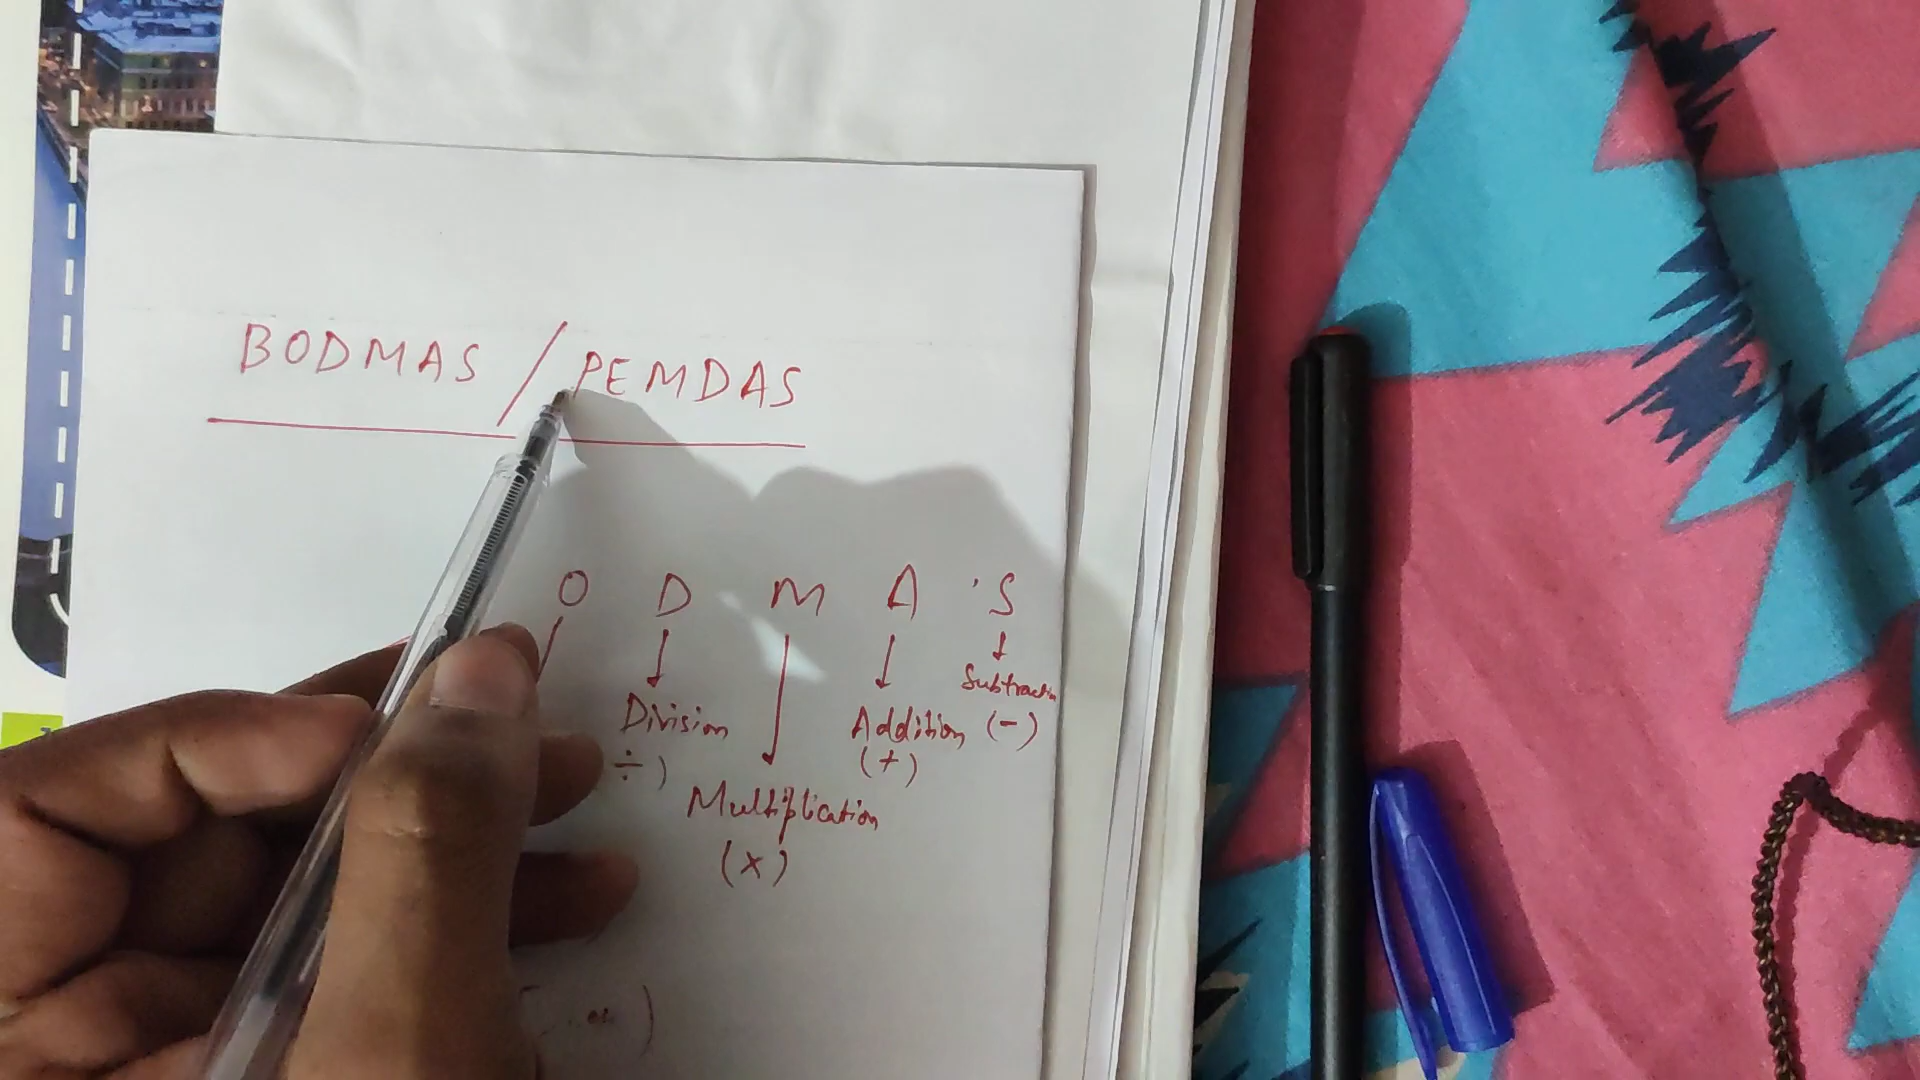 BODMAS / PEMDAS
O D M A S
Subtraction
Division Addition (-)
÷) (+)
Multiplication
(x)